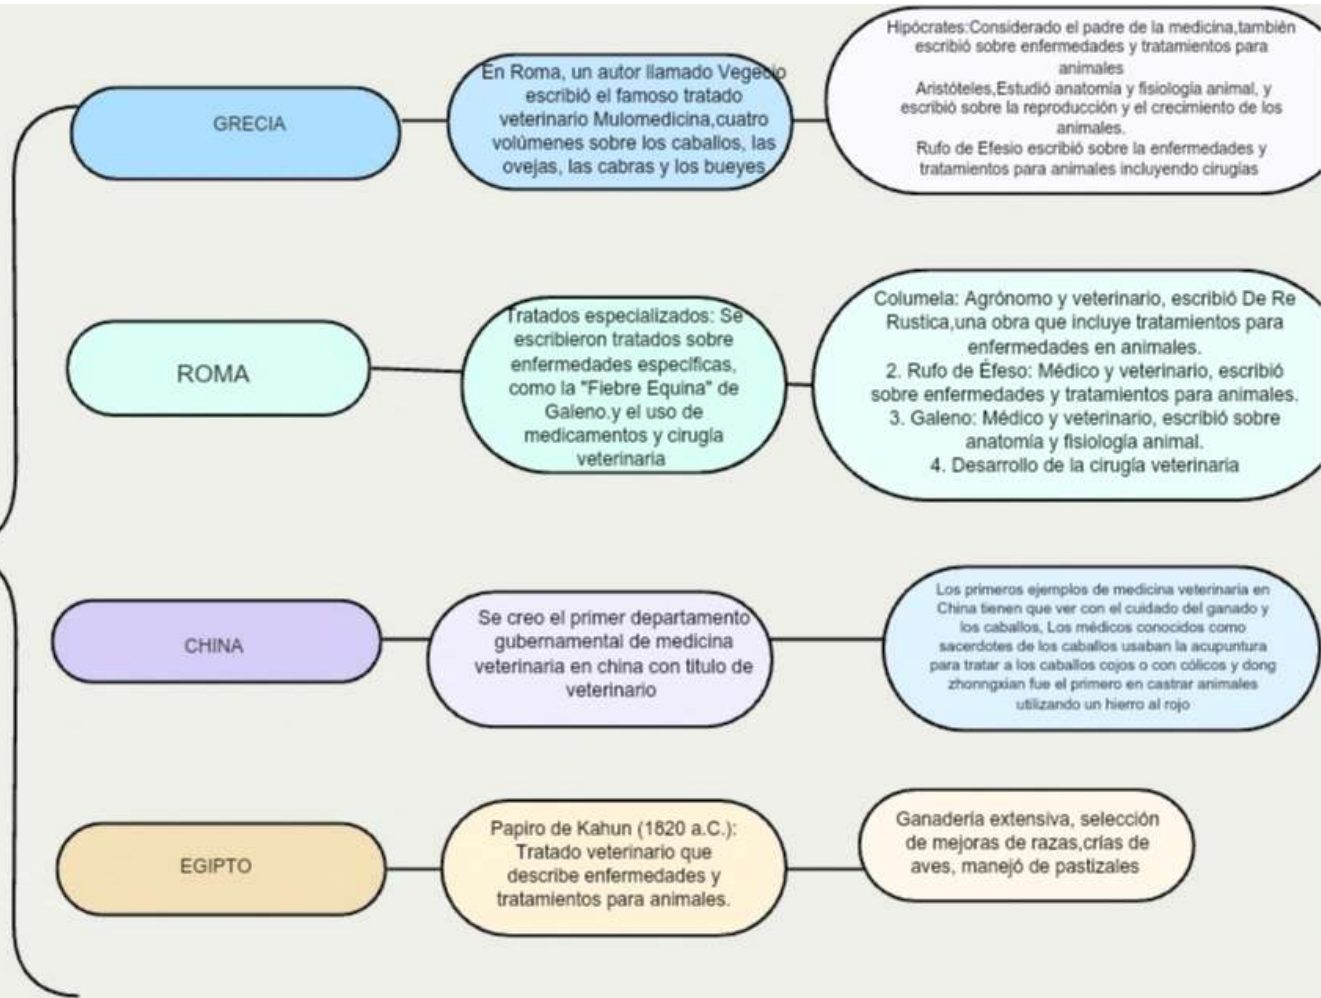 GRECIA
En Roma, un autor llamado Vegecio
escribió el famoso tratado
veterinario Mulomedicina,cuatro
volúmenes sobre los caballos, las
ovejas, las cabras y los bueyes
Hipócrates:Considerado el padre de la medicina,también
escribió sobre enfermedades y tratamientos para
animales
Aristóteles,Estudió anatomía y fisiología animal, y
escribió sobre la reproducción y el crecimiento de los
animales.
Rufo de Efesio escribió sobre la enfermedades y
tratamientos para animales incluyendo cirugías
ROMA
Tratados especializados: Se
escribieron tratados sobre
enfermedades específicas,
como la "Fiebre Equina" de
Galeno.y el uso de
medicamentos y cirugía
veterinaria
Columela: Agrónomo y veterinario, escribió De Re
Rustica,una obra que incluye tratamientos para
enfermedades en animales.
2. Rufo de Éfeso: Médico y veterinario, escribió
sobre enfermedades y tratamientos para animales.
3. Galeno: Médico y veterinario, escribió sobre
anatomía y fisiología animal.
4. Desarrollo de la cirugía veterinaria
CHINA
Se creo el primer departamento
gubernamental de medicina
veterinaria en china con titulo de
veterinario
Los primeros ejemplos de medicina veterinaria en
China tienen que ver con el cuidado del ganado y
los caballos, Los médicos conocidos como
sacerdotes de los caballos usaban la acupuntura
para tratar a los caballos cojos o con cólicos y dong
zhonngxian fue el primero en castrar animales
utilizando un hierro al rojo
EGIPTO
Papiro de Kahun (1820 a.C.):
Tratado veterinario que
describe enfermedades y
tratamientos para animales.
Ganadería extensiva, selección
de mejoras de razas,crías de
aves, manejó de pastizales